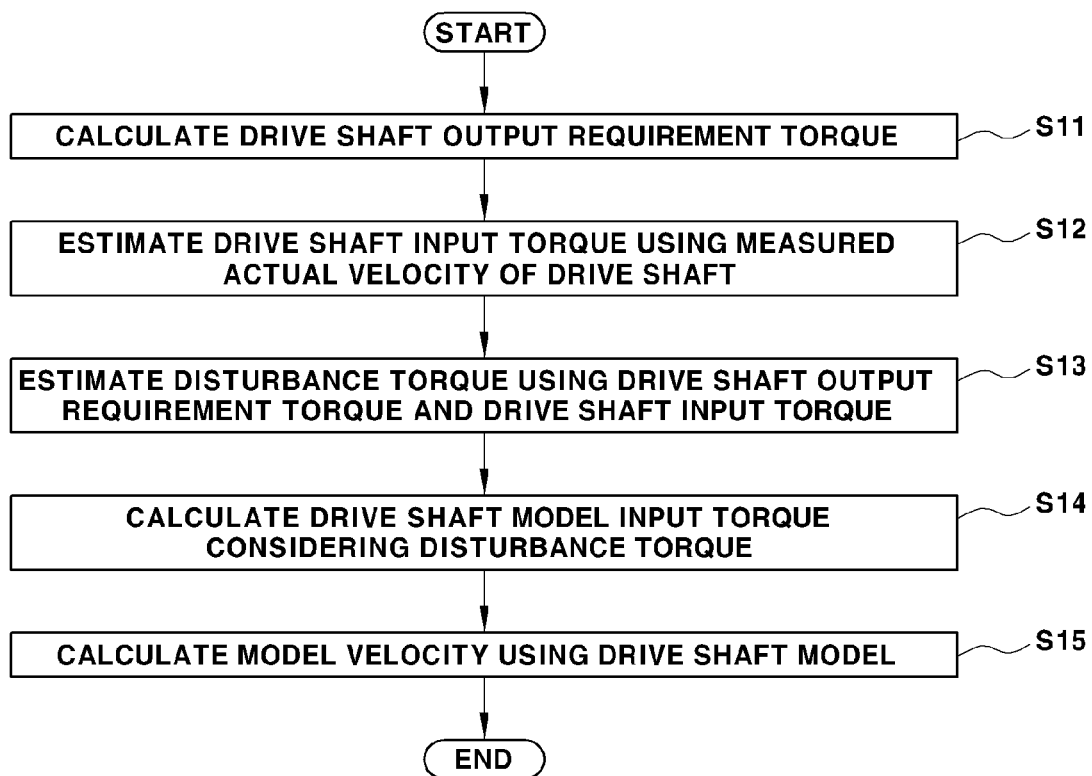 START
CALCULATE DRIVE SHAFT OUTPUT REQUIREMENT TORQUE
S11
ESTIMATE DRIVE SHAFT INPUT TORQUE USING MEASURED
ACTUAL VELOCITY OF DRIVE SHAFT
S12
ESTIMATE DISTURBANCE TORQUE USING DRIVE SHAFT OUTPUT
REQUIREMENT TORQUE AND DRIVE SHAFT INPUT TORQUE
S13
CALCULATE DRIVE SHAFT MODEL INPUT TORQUE
CONSIDERING DISTURBANCE TORQUE
S14
CALCULATE MODEL VELOCITY USING DRIVE SHAFT MODEL
S15
END